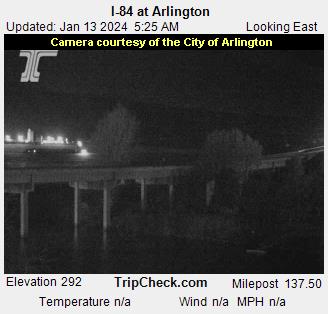 I-84 at Arlington
Updated: Jan 13 2024 5:25 AM Looking East
Camera courtesy of the City of Arlington
Elevation 292 TripCheck.com Milepost 137.50
Temperature n/a Wind n/a MPH n/a